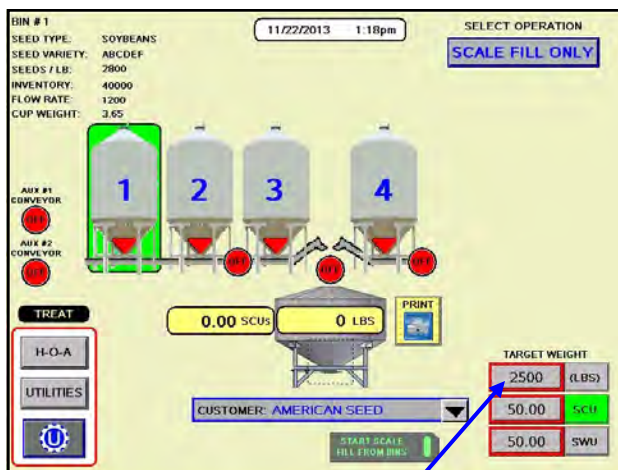 BIN # 1
SEED TYPE: SOYBEANS
SEED VARIETY: ABCDEF
SEEDS / LB: 2800
INVENTORY: 40000
FLOW RATE: 1200
CUP WEIGHT: 3.65
11/22/2013 1:18pm
SELECT OPERATION
SCALE FILL ONLY
1 2 3 4
AUX #1
CONVEYOR
OFF
AUX #2
CONVEYOR
OFF
OFF OFF OFF
TREAT
H-O-A
UTILITIES
U
0.00 SCUs
0 LBS
PRINT
CUSTOMER: AMERICAN SEED
START SCALE
FILL FROM BINS
TARGET WEIGHT
2500 (LBS)
50.00 SCU
50.00 SWU